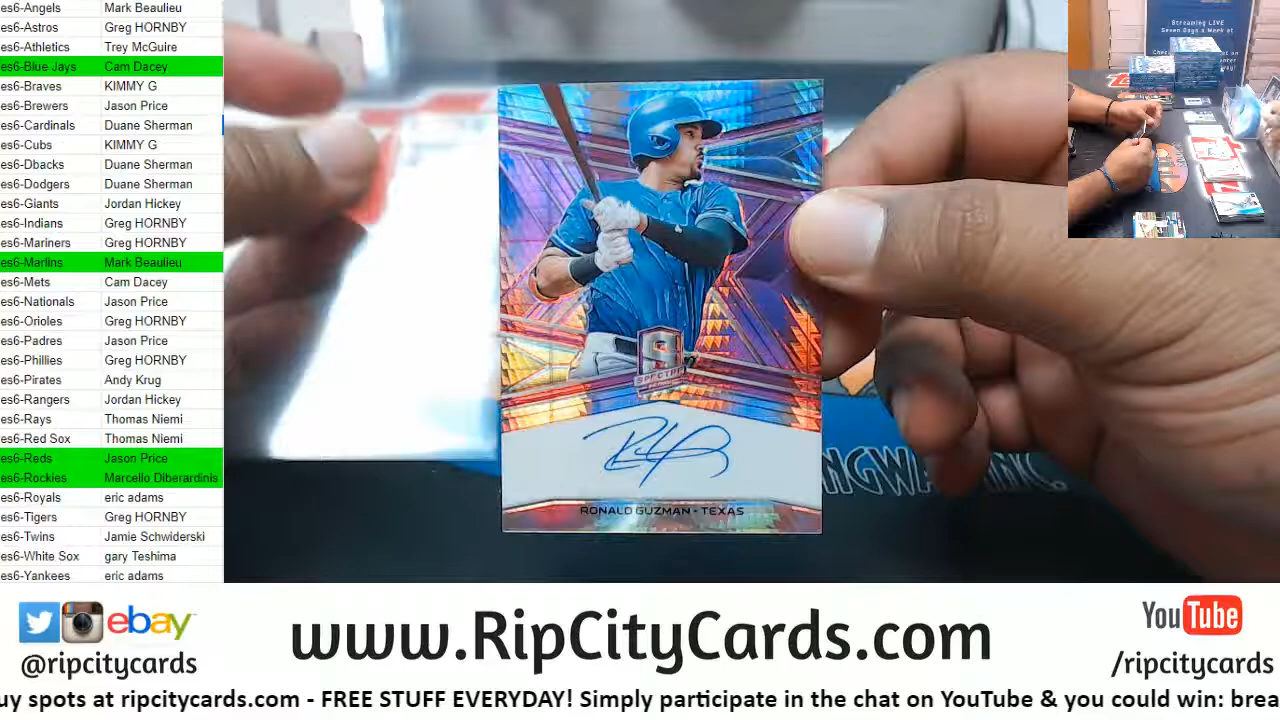 es6-Angels Mark Beaulieu
es6-Astros Greg HORNBY
es6-Athletics Trey McGuire
es6-Blue Jays Cam Dacey
es6-Braves KIMMY G
es6-Brewers Jason Price
es6-Cardinals Duane Sherman
es6-Cubs KIMMY G
es6-Dbacks Duane Sherman
es6-Dodgers Duane Sherman
es6-Giants Jordan Hickey
es6-Indians Greg HORNBY
es6-Mariners Greg HORNBY
es6-Marlins Mark Beaulieu
es6-Mets Cam Dacey
es6-Nationals Jason Price
es6-Orioles Greg HORNBY
es6-Padres Jason Price
es6-Phillies Greg HORNBY
es6-Pirates Andy Krug
es6-Rangers Jordan Hickey
es6-Rays Thomas Niemi
es6-Red Sox Thomas Niemi
es6-Reds Jason Price
es6-Rockies Marcello Diberardinis
es6-Royals eric adams
es6-Tigers Greg HORNBY
es6-Twins Jamie Schwiderski
es6-White Sox gary Teshima
es6-Yankees eric adams
Streaming LIVE
Seven Days a Week at
SPECTRA
RONALD GUZMAN - TEXAS
ebay
@ripcitycards
www.RipCityCards.com
YouTube
/ripcitycards
uy spots at ripcitycards.com - FREE STUFF EVERYDAY! Simply participate in the chat on YouTube & you could win: brea